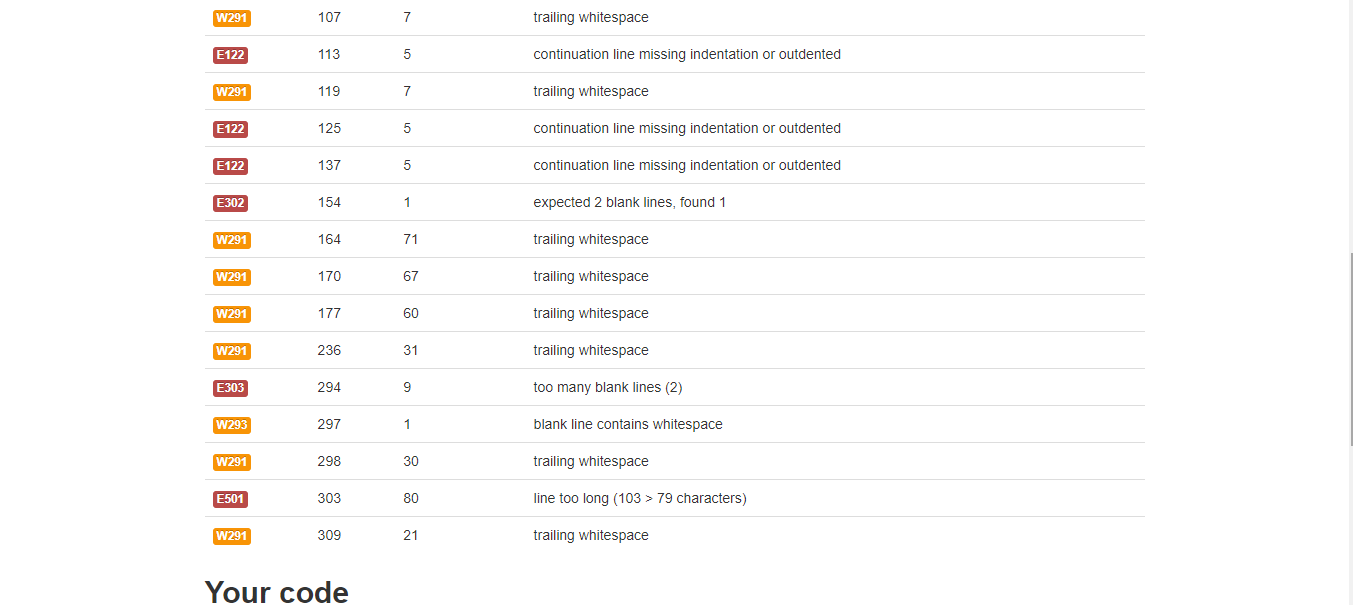 W291 107 7 trailing whitespace
E122 113 5 continuation line missing indentation or outdented
W291 119 7 trailing whitespace
E122 125 5 continuation line missing indentation or outdented
E122 137 5 continuation line missing indentation or outdented
E302 154 1 expected 2 blank lines, found 1
W291 164 71 trailing whitespace
W291 170 67 trailing whitespace
W291 177 60 trailing whitespace
W291 236 31 trailing whitespace
E303 294 9 too many blank lines (2)
W293 297 1 blank line contains whitespace
W291 298 30 trailing whitespace
E501 303 80 line too long (103 > 79 characters)
W291 309 21 trailing whitespace
Your code